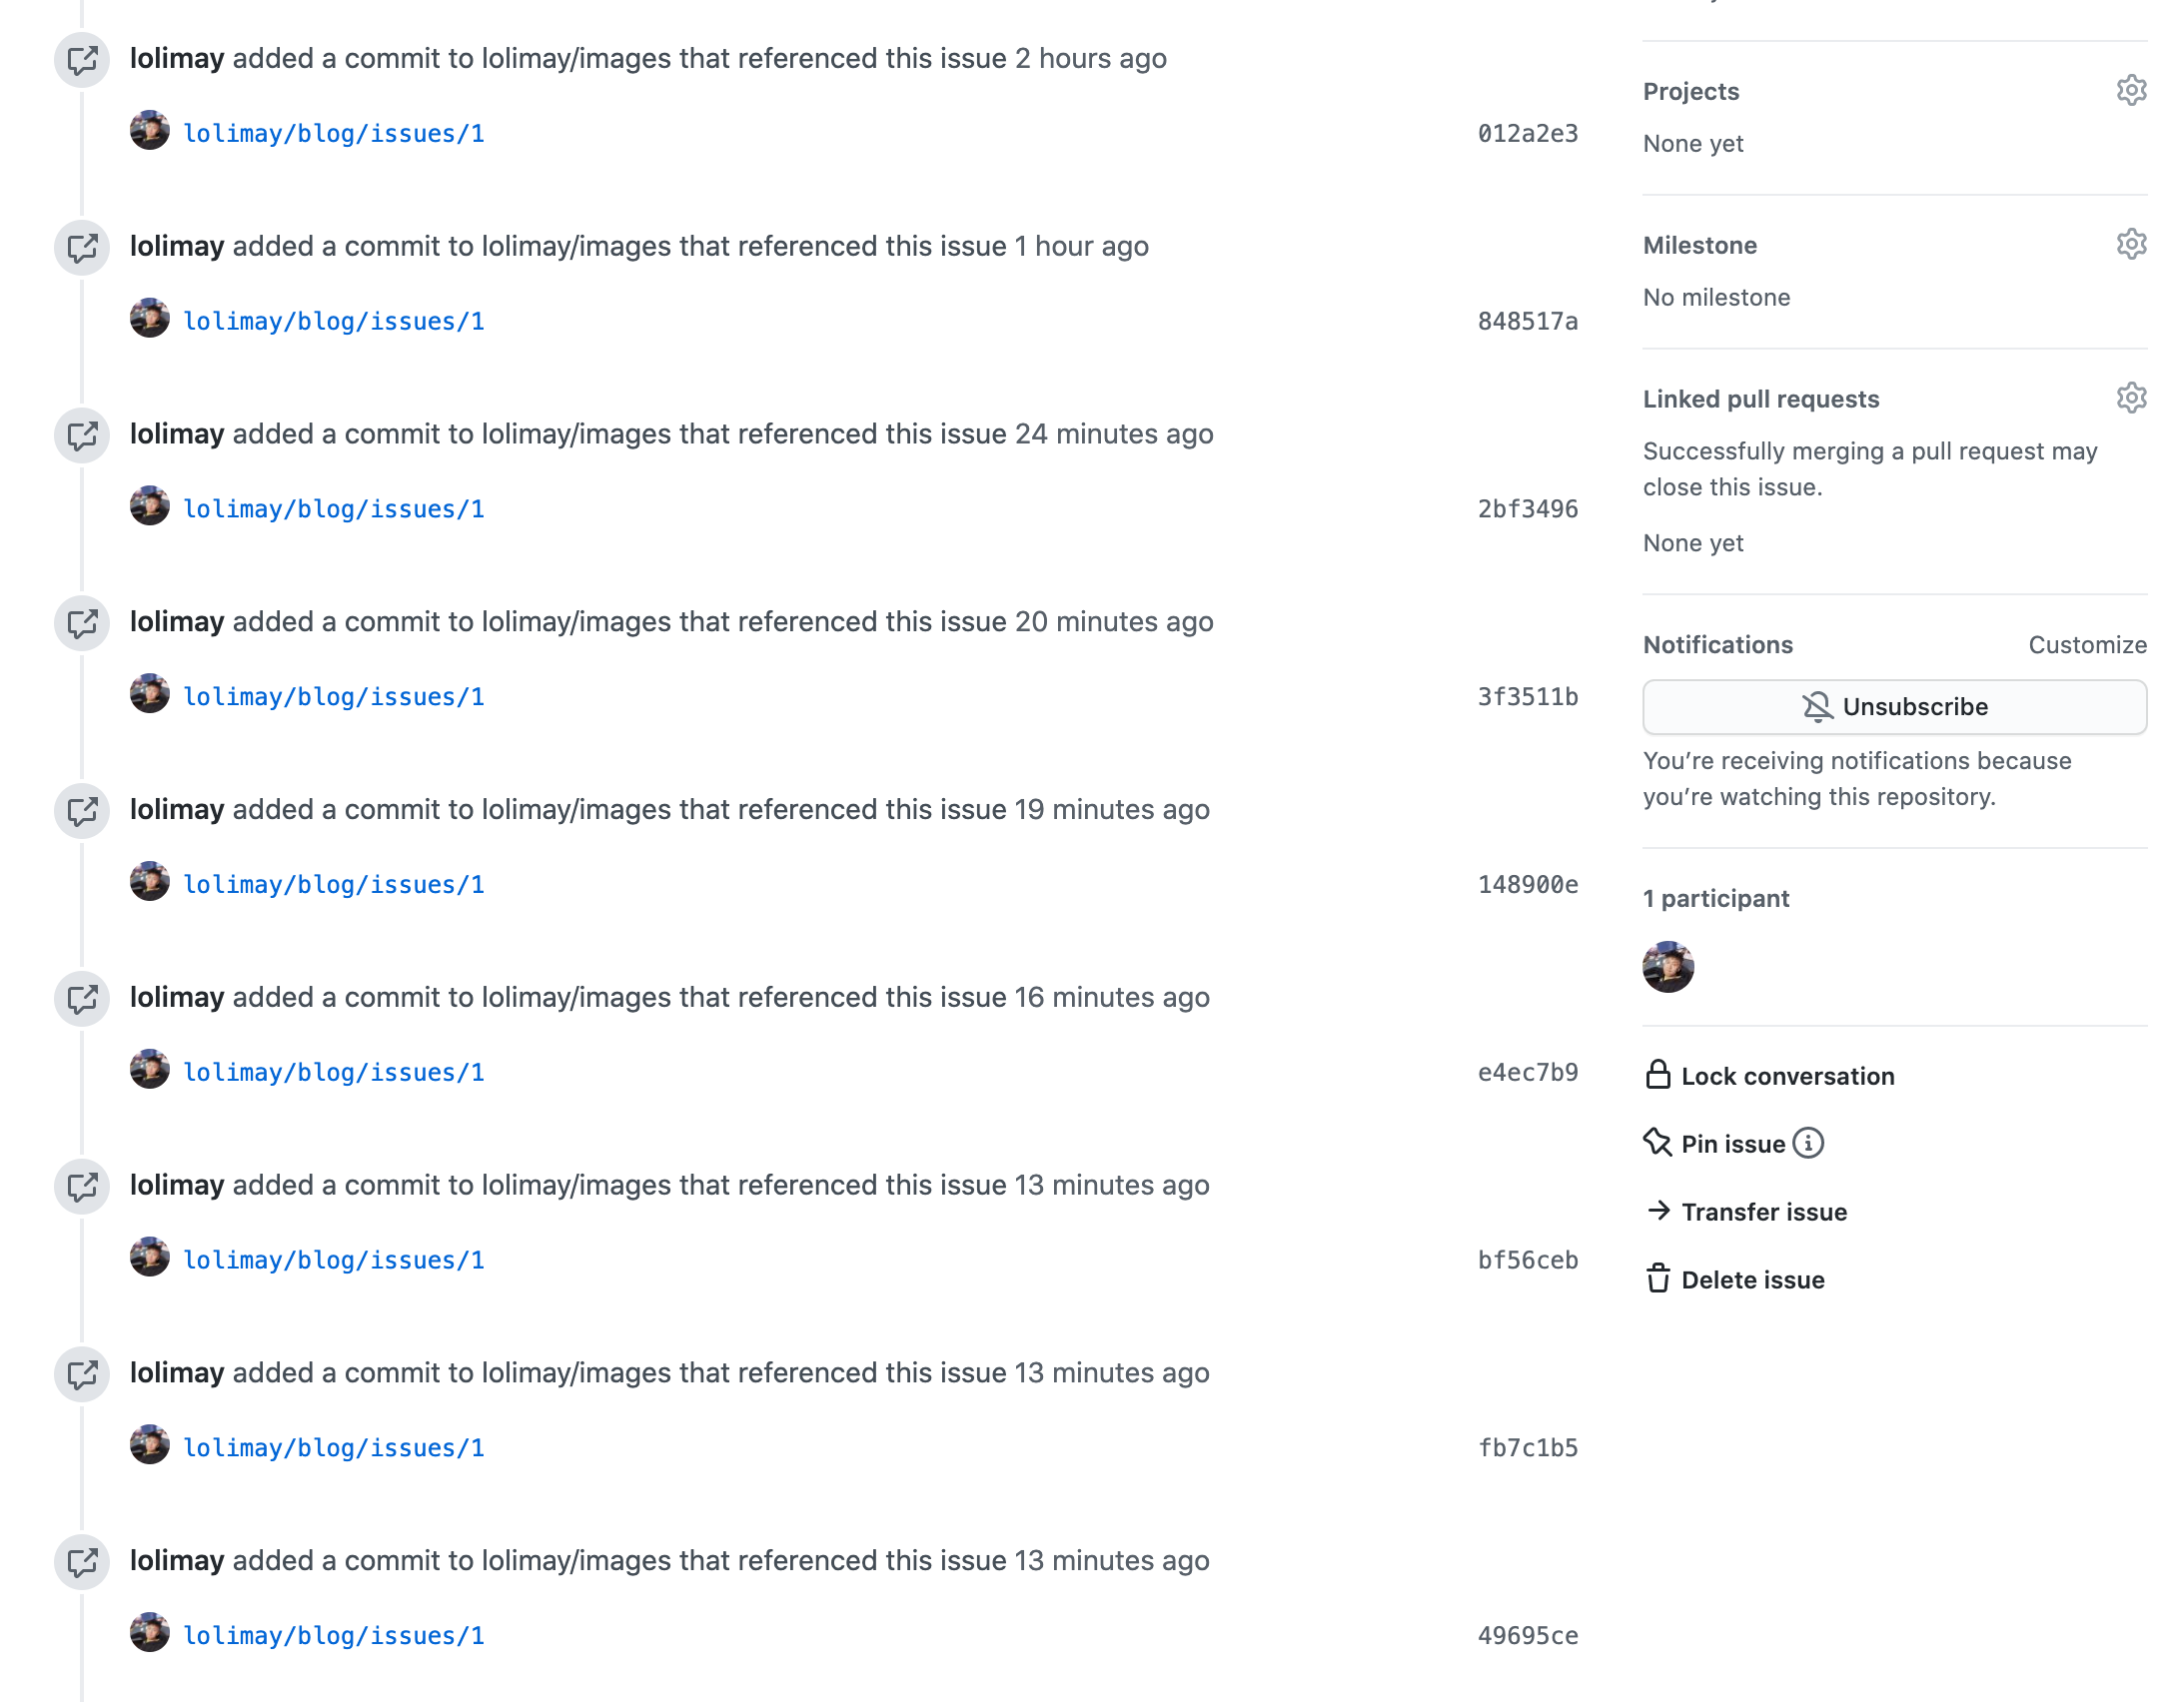 lolimay added a commit to lolimay/images that referenced this issue 2 hours ago
lolimay/blog/issues/1 012a2e3
lolimay added a commit to lolimay/images that referenced this issue 1 hour ago
lolimay/blog/issues/1 848517a
lolimay added a commit to lolimay/images that referenced this issue 24 minutes ago
lolimay/blog/issues/1 2bf3496
lolimay added a commit to lolimay/images that referenced this issue 20 minutes ago
lolimay/blog/issues/1 3f3511b
lolimay added a commit to lolimay/images that referenced this issue 19 minutes ago
lolimay/blog/issues/1 148900e
lolimay added a commit to lolimay/images that referenced this issue 16 minutes ago
lolimay/blog/issues/1 e4ec7b9
lolimay added a commit to lolimay/images that referenced this issue 13 minutes ago
lolimay/blog/issues/1 bf56ceb
lolimay added a commit to lolimay/images that referenced this issue 13 minutes ago
lolimay/blog/issues/1 fb7c1b5
lolimay added a commit to lolimay/images that referenced this issue 13 minutes ago
lolimay/blog/issues/1 49695ce
Projects
None yet
Milestone
No milestone
Linked pull requests
Successfully merging a pull request may
close this issue.
None yet
Notifications Customize
Unsubscribe
You’re receiving notifications because
you’re watching this repository.
1 participant
Lock conversation
Pin issue
Transfer issue
Delete issue